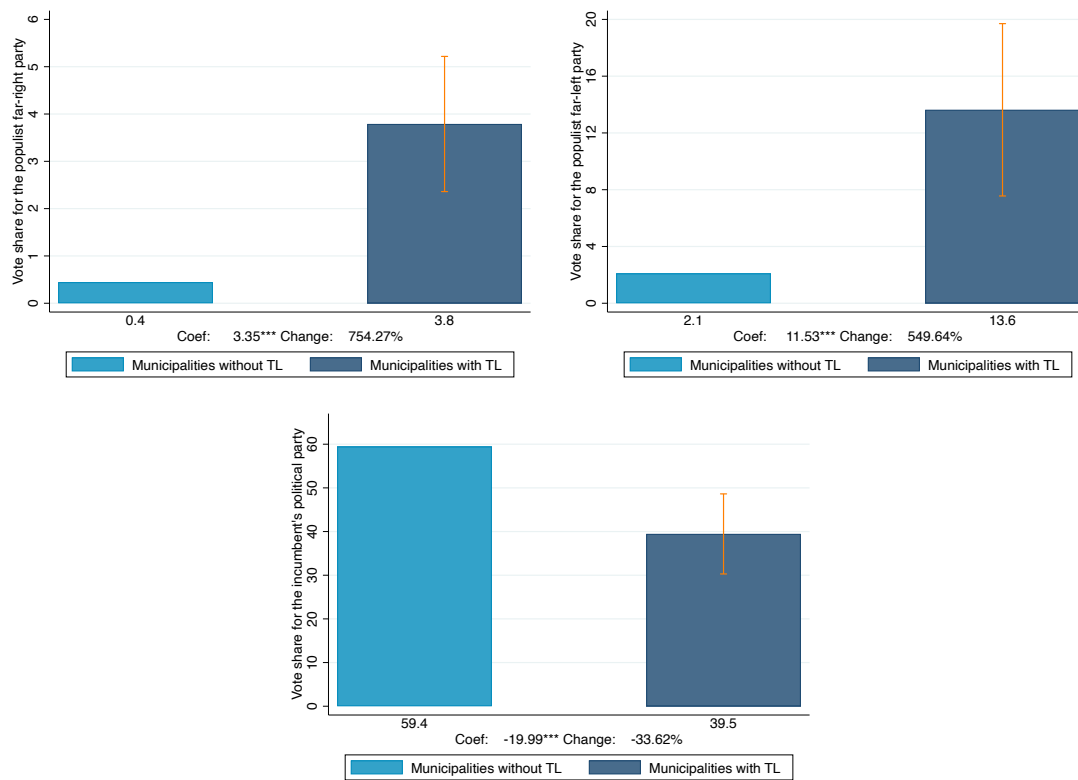 Vote share for the populist far-right party
6
5
4
3
2
1
0
0.4 3.8
Coef: 3.35*** Change: 754.27%
Municipalities without TL Municipalities with TL
Vote share for the populist far-left party
20
16
12
8
4
0
2.1 13.6
Coef: 11.53*** Change: 549.64%
Municipalities without TL Municipalities with TL
Vote share for the incumbent's political party
60
50
40
30
20
10
0
59.4 39.5
Coef: -19.99*** Change: -33.62%
Municipalities without TL Municipalities with TL